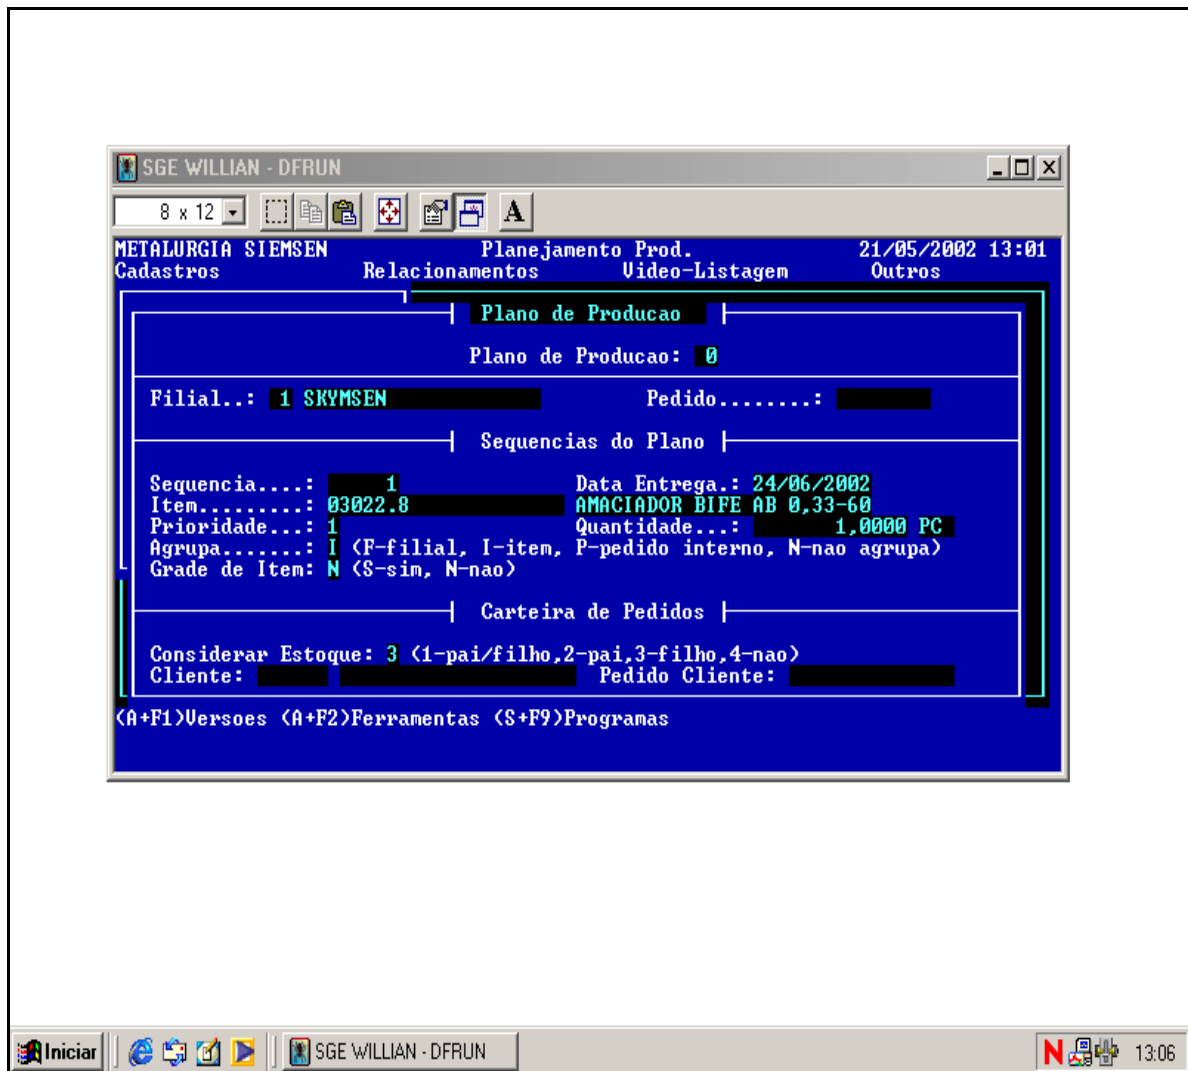 SGE WILLIAN - DFRUN
8 x 12
A
METALURGIA SIEMSEN Planejamento Prod. 21/05/2002 13:01
Cadastros Relacionamentos Video-Listagem Outros
Plano de Producao
Plano de Producao: 0
Filial..: 1 SKYMSEN Pedido........:
Sequencias do Plano
Sequencia....: 1 Data Entrega.: 24/06/2002
Item.........: 03022.8 AMACIADOR BIFE AB 0,33-60
Prioridade...: 1 Quantidade...: 1,0000 PC
Agrupa.......: I (F-filial, I-item, P-pedido interno, N-nao agrupa)
Grade de Item: N (S-sim, N-nao)
Carteira de Pedidos
Considerar Estoque: 3 (1-pai/filho,2-pai,3-filho,4-nao)
Cliente: Pedido Cliente:
(A+F1)Versoes (A+F2)Ferramentas (S+F9)Programas
Iniciar SGE WILLIAN - DFRUN N 13:06